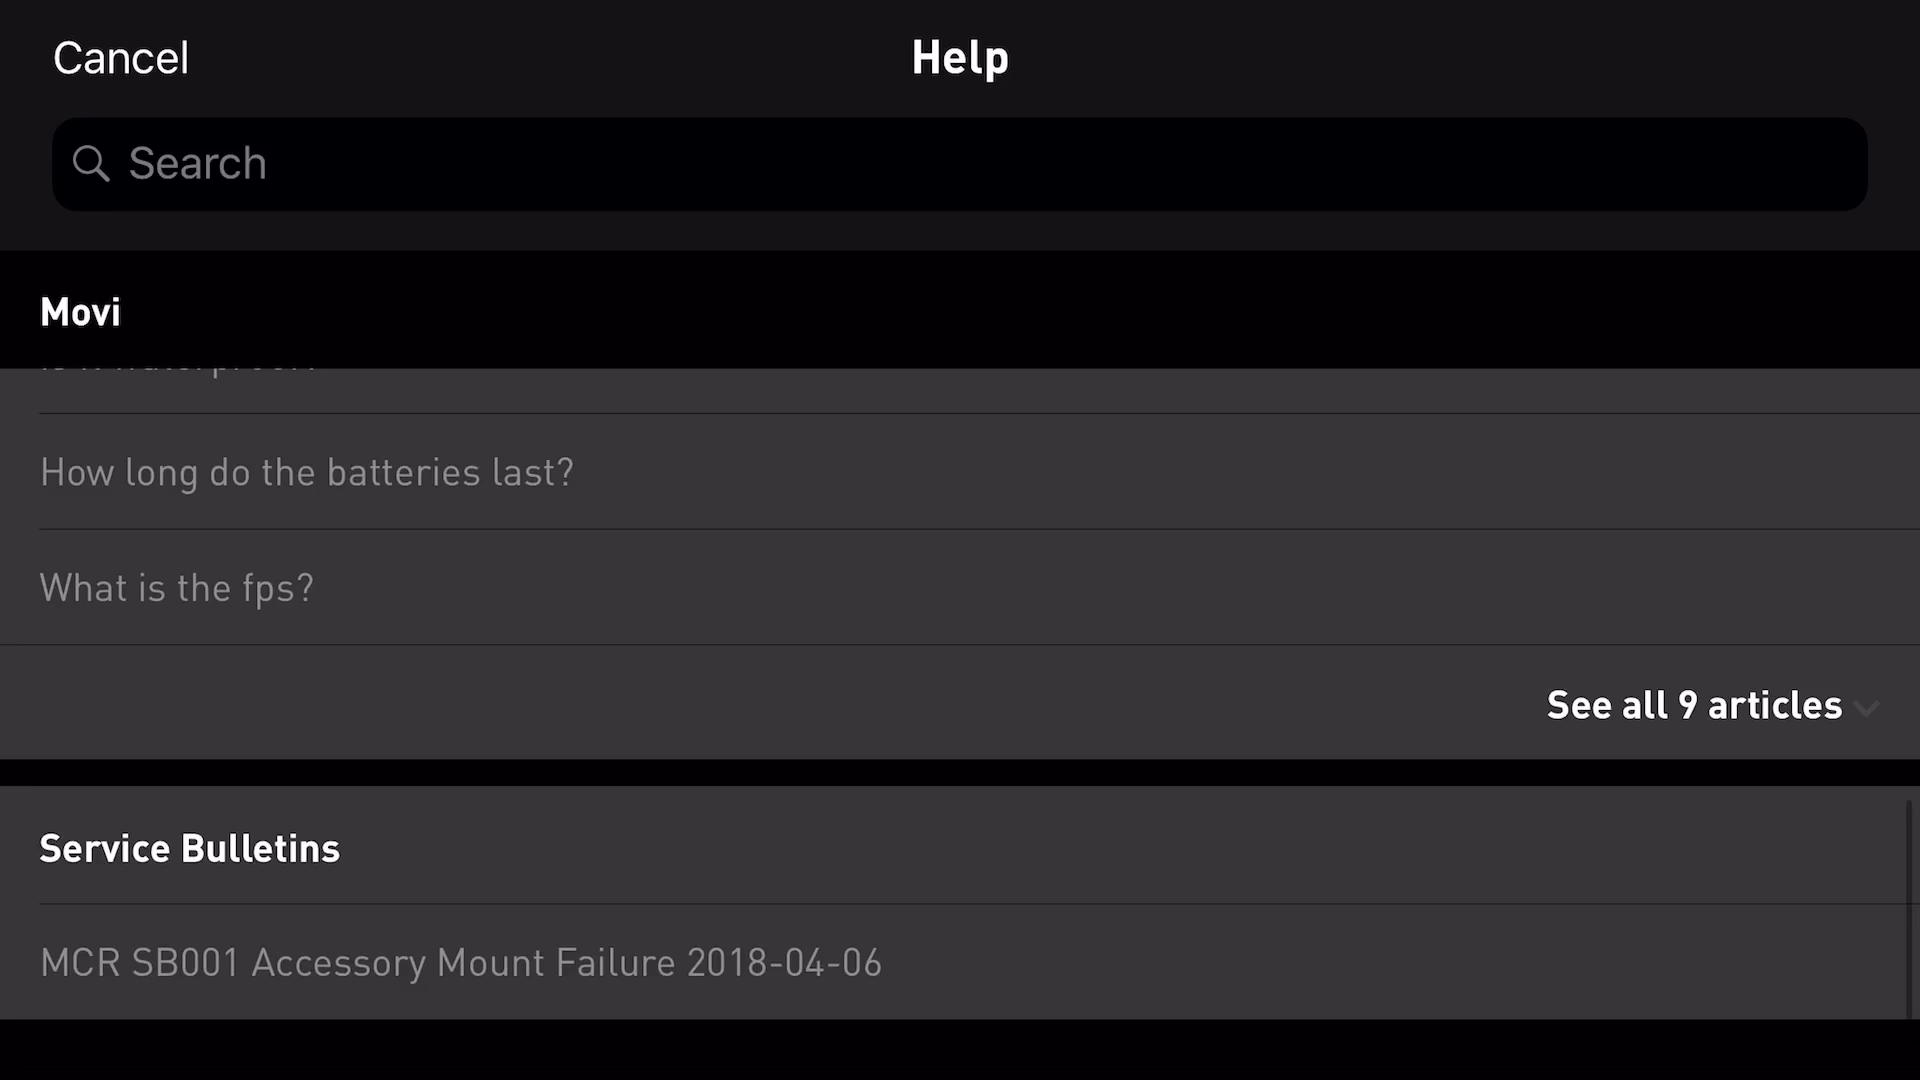 Cancel
Help
Search
Movi
How long do the batteries last?
What is the fps?
See all 9 articles
Service Bulletins
MCR SB001 Accessory Mount Failure 2018-04-06